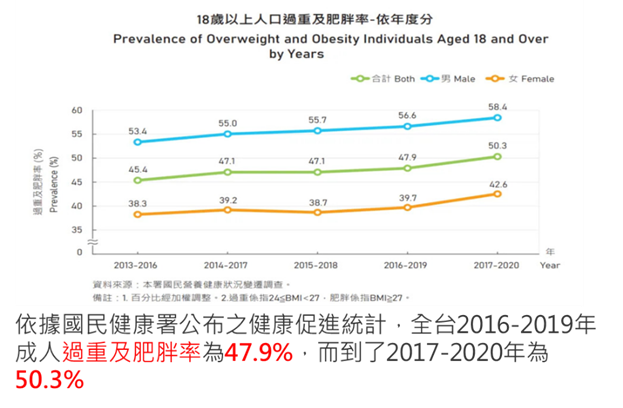 18歲以上人口過重及肥胖率-依年度分
Prevalence of Overweight and Obesity Individuals Aged 18 and Over
by Years
合計 Both 男 Male 女 Female
過重及肥胖率 (%)
Prevalence (%)
60
55
50
45
40
35
0
53.4 55.0 55.7 56.6 58.4
45.4 47.1 47.1 47.9 50.3
38.3 39.2 38.7 39.7 42.6
2013-2016 2014-2017 2015-2018 2016-2019 2017-2020
年
Year
資料來源：本署國民營養健康狀況變遷調查。
備註：1. 百分比經加權調整。2.過重係指24≦BMI<27，肥胖係指BMI≧27。
依據國民健康署公布之健康促進統計，全台2016-2019年
成人過重及肥胖率為47.9%，而到了2017-2020年為
50.3%